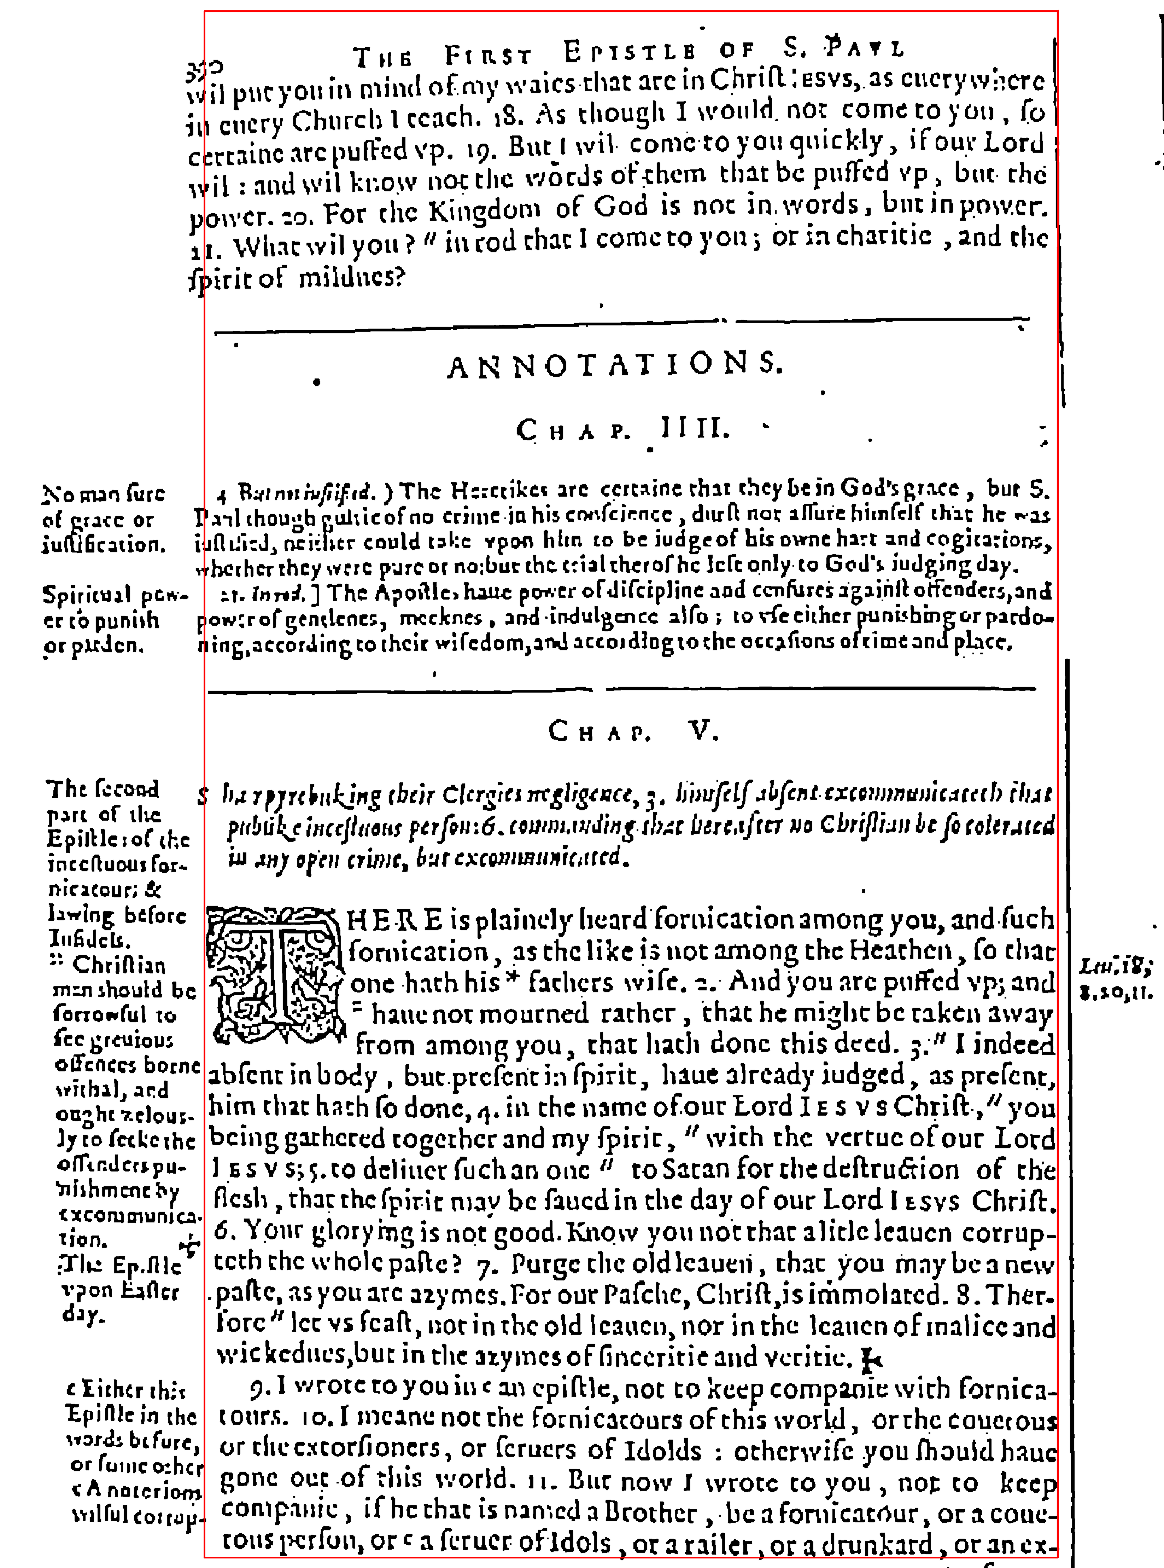 350
THE FIRST EPISTLE OF S. PAVL
wil put you in mind of my waies that are in Chriſt IESVS, as euery where
in euery Church I teach. 18. As though I would not come to you, ſo
certaine are puffed vp. 19. But I wil come to you quickly, if our Lord
wil: and wil know not the words of them that be puffed vp, but the
power. 20. For the Kingdom of God is not in words, but in power.
21. What wil you? " in rod that I come to you; or in charitie, and the
ſpirit of mildnes?
ANNOTATIONS.
CHAP. IIII.
No man ſure
of grace or
iuſtification.
4 But not iuſtified. ) The Heretikes are certaine that they be in God's grace, but S.
Paul though gultie of no crime in his conſcience, durſt not aſſure himſelf that he was
iuſtified, neither could take vpon him to be iudge of his owne hart and cogitations,
whether they were pure or no: but the trial therof he left only to God's judging day.
Spiritual pow-
er to punish
or pardon.
21. In rod. ] The Apoſtles haue power of diſcipline and cenſures againſt offenders, and
power of gentlenes, meeknes, and indulgence alſo; to vſe either punishing or pardo-
ning, according to their wiſedom, and according to the occaſions of time and place.
CHAP. V.
Sharply rebuking their Clergies negligence, 3. himſelf abſent excommunicateth that
publike inceſtuous perſon: 6. commanding that hereafter no Chriſtian be ſo tolerated
in any open crime, but excommunicated.
The ſecond
part of the
Epiſtle: of the
inceſtuous for-
nicatour; &
lawing before
Infidels.
" Chriſtian
men should be
ſorrowful to
ſee greuious
offences borne
withal, and
ought zelous-
ly to ſeeke the
offenders pu-
nishment by
excommunica-
tion.
The Epiſtle
vpon Eaſter
day.
THERE is plainely heard fornication among you, and ſuch
fornication, as the like is not among the Heathen, ſo that
one hath his * fathers wife. 2. And you are puffed vp; and
" haue not mourned rather, that he might be taken away
from among you, that hath done this deed. 3. " I indeed
abſent in body, but preſent in ſpirit, haue already iudged, as preſent,
him that hath ſo done, 4. in the name of our Lord IESVS Chriſt, " you
being gathered together and my ſpirit, " with the vertue of our Lord
IESVS; 5. to deliuer ſuch an one " to Satan for the deſtruction of the
flesh, that the ſpirit may be ſaued in the day of our Lord IESVS Chriſt.
6. Your glorying is not good. Know you not that a litle leauen corrup-
teth the whole paſte? 7. Purge the old leauen, that you may be a new
paſte, as you are azymes. For our Paſche, Chriſt, is immolated. 8. Ther-
fore " let vs feaſt, not in the old leauen, nor in the leauen of malice and
wickednes, but in the azymes of ſinceritie and veritie.
Leu. 18,
8. 20, 11.
c Either this
Epiſtle in the
words before,
or ſome other
c A notorious
wilful corrup-
9. I wrote to you in c an epiſtle, not to keep companie with fornica-
tours. 10. I meane not the fornicatours of this world, or the couetous
or the extorſioners, or ſeruers of Idolds: otherwiſe you ſhould haue
gone out of this world. 11. But now I wrote to you, not to keep
companie, if he that is named a Brother, be a fornicatour, or a coue-
tous perſon, or c a ſeruer of Idols, or a railer, or a drunkard, or an ex-